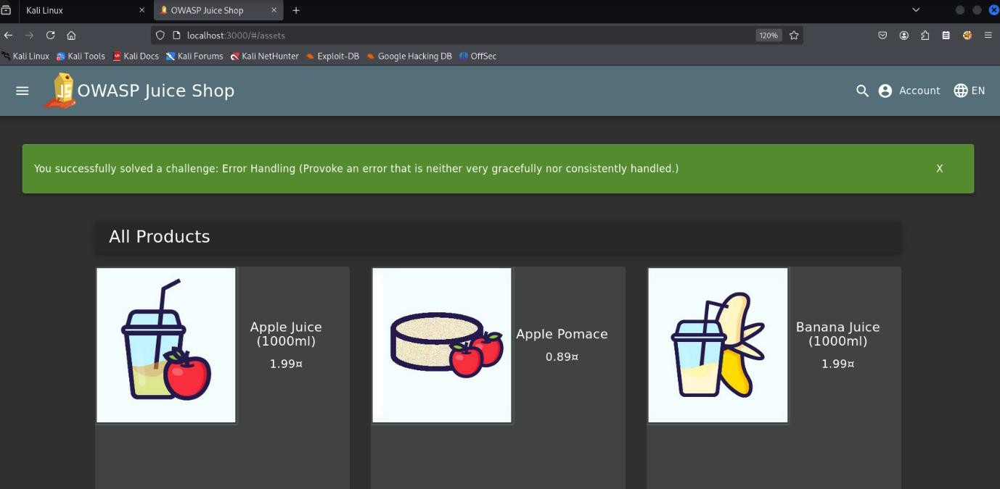 Kali Linux
OWASP Juice Shop
localhost:3000/#/assets
120%
Kali Linux Kali Tools Kali Docs Kali Forums Kali NetHunter Exploit-DB Google Hacking DB OffSec
JS
OWASP Juice Shop
Account
EN
You successfully solved a challenge: Error Handling (Provoke an error that is neither very gracefully nor consistently handled.)
X
All Products
Apple Juice
(1000ml)
1.99¤
Apple Pomace
0.89¤
Banana Juice
(1000ml)
1.99¤